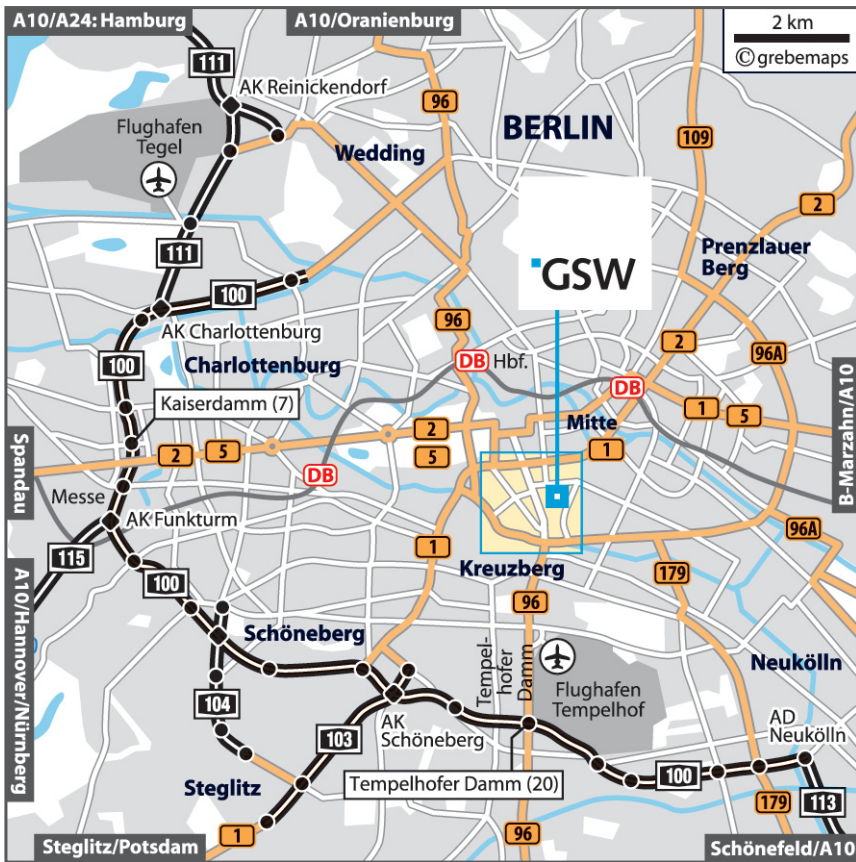 A10/A24: Hamburg
A10/Oranienburg
2 km
© grebemaps
111
AK Reinickendorf
96
BERLIN
109
Flughafen
Tegel
Wedding
2
GSW
Prenzlauer
Berg
111
100
AK Charlottenburg
96
2
96A
100
Charlottenburg
DB
Hbf.
DB
Kaiserdamm (7)
1
5
B-Marzahn/A10
Mitte
2
5
2
5
1
Spandau
DB
Messe
AK Funkturm
96A
115
1
100
Kreuzberg
179
96
A10/Hannover/Nürnberg
Schöneberg
Tempel-
hofer
Damm
Neukölln
Flughafen
Tempelhof
104
103
AK
Schöneberg
AD
Neukölln
Steglitz
Tempelhofer Damm (20)
100
179
113
1
96
Steglitz/Potsdam
Schönefeld/A10